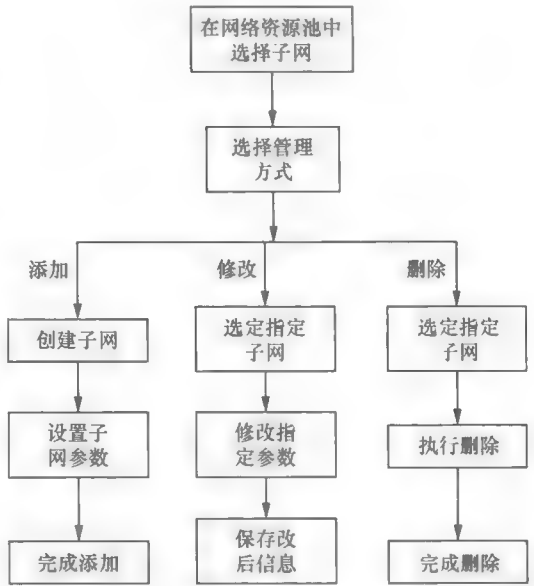 在网络资源池中
选择子网
选择管理
方式
添加
修改
删除
创建子网
选定指定
子网
选定指定
子网
设置子
网参数
修改指
定参数
执行删除
完成添加
保存改
后信息
完成删除